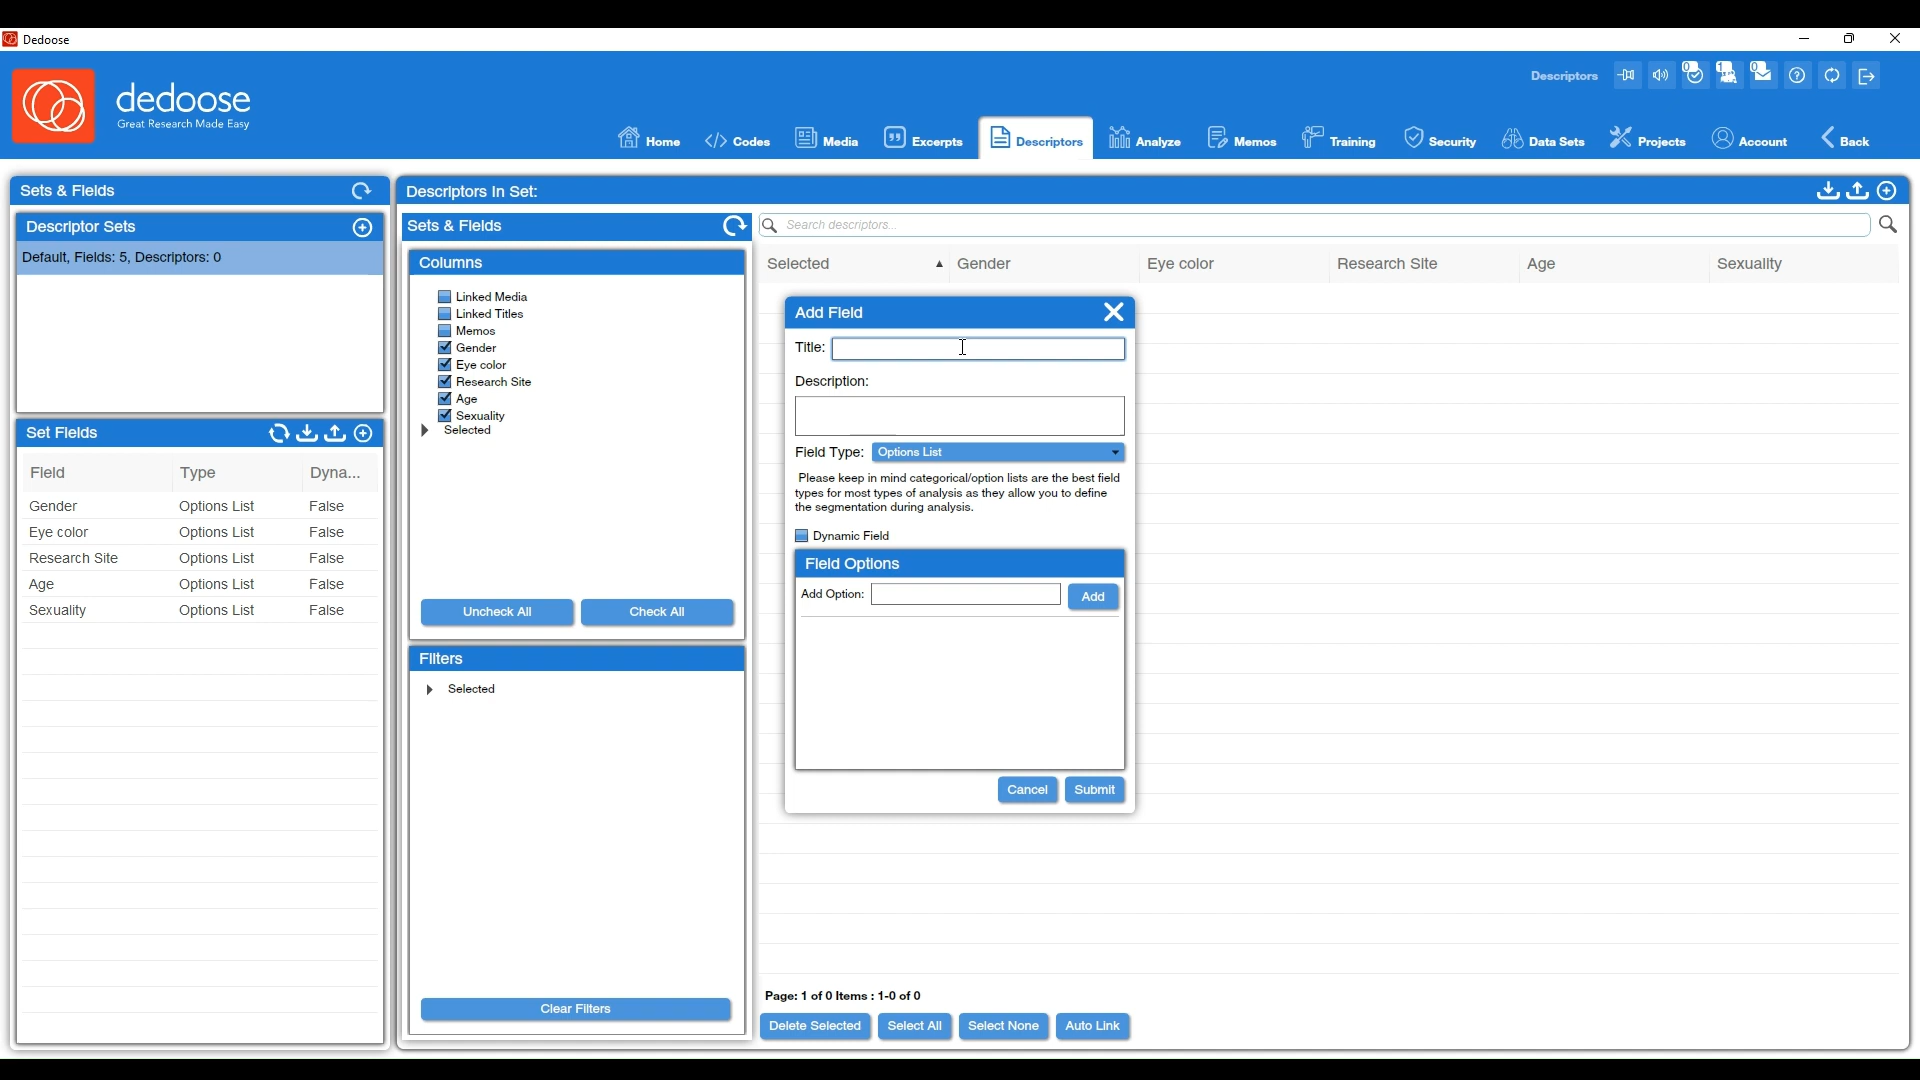 Dedoose
dedoose
Great Research Made Easy
Descriptors
0
1
0
Home
Codes
Media
Excerpts
Descriptors
Analyze
Memos
Training
Security
Data Sets
Projects
Account
Back
Sets & Fields
Descriptor Sets
Default, Fields: 5, Descriptors: 0
Set Fields
Field Type Dyna...
Gender Options List False
Eye color Options List False
Research Site Options List False
Age Options List False
Sexuality Options List False
Descriptors In Set:
Sets & Fields
Columns
Linked Media
Linked Titles
Memos
Gender
Eye color
Research Site
Age
Sexuality
Selected
Uncheck All Check All
Filters
Selected
Clear Filters
Search descriptors...
Selected Gender Eye color Research Site Age Sexuality
Add Field
Title:
Description:
Field Type: Options List
Please keep in mind categorical/option lists are the best field
types for most types of analysis as they allow you to define
the segmentation during analysis.
Dynamic Field
Field Options
Add Option: Add
Cancel Submit
Page: 1 of 0 Items : 1-0 of 0
Delete Selected Select All Select None Auto Link